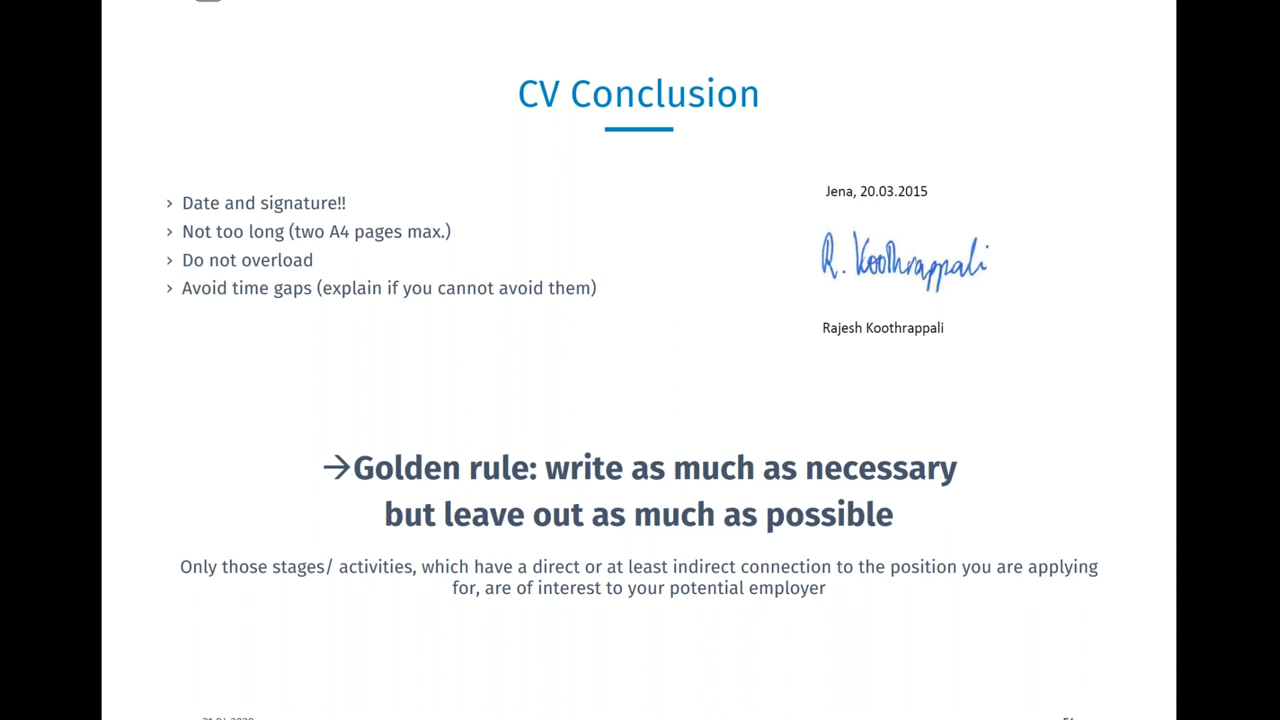 CV Conclusion
› Date and signature!!
› Not too long (two A4 pages max.)
› Do not overload
› Avoid time gaps (explain if you cannot avoid them)
Jena, 20.03.2015
R. Koothrappali
Rajesh Koothrappali
→Golden rule: write as much as necessary
but leave out as much as possible
Only those stages/ activities, which have a direct or at least indirect connection to the position you are applying
for, are of interest to your potential employer